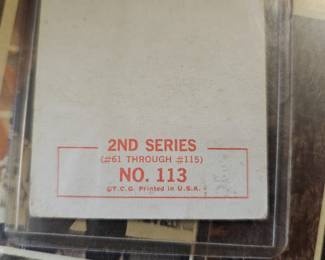 2ND SERIES
(#61 THROUGH #115)
NO. 113
©T.C.G. Printed in U.S.A.